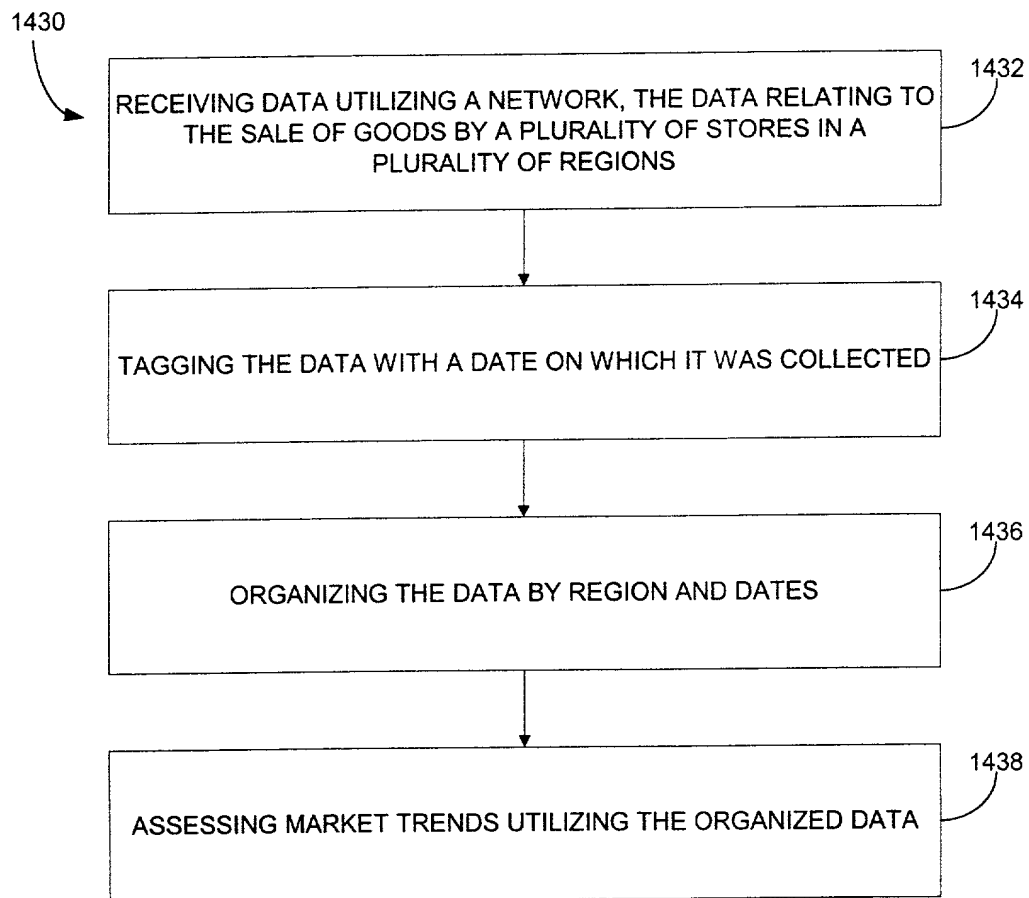 1430
1432
RECEIVING DATA UTILIZING A NETWORK, THE DATA RELATING TO
THE SALE OF GOODS BY A PLURALITY OF STORES IN A
PLURALITY OF REGIONS
1434
TAGGING THE DATA WITH A DATE ON WHICH IT WAS COLLECTED
1436
ORGANIZING THE DATA BY REGION AND DATES
1438
ASSESSING MARKET TRENDS UTILIZING THE ORGANIZED DATA